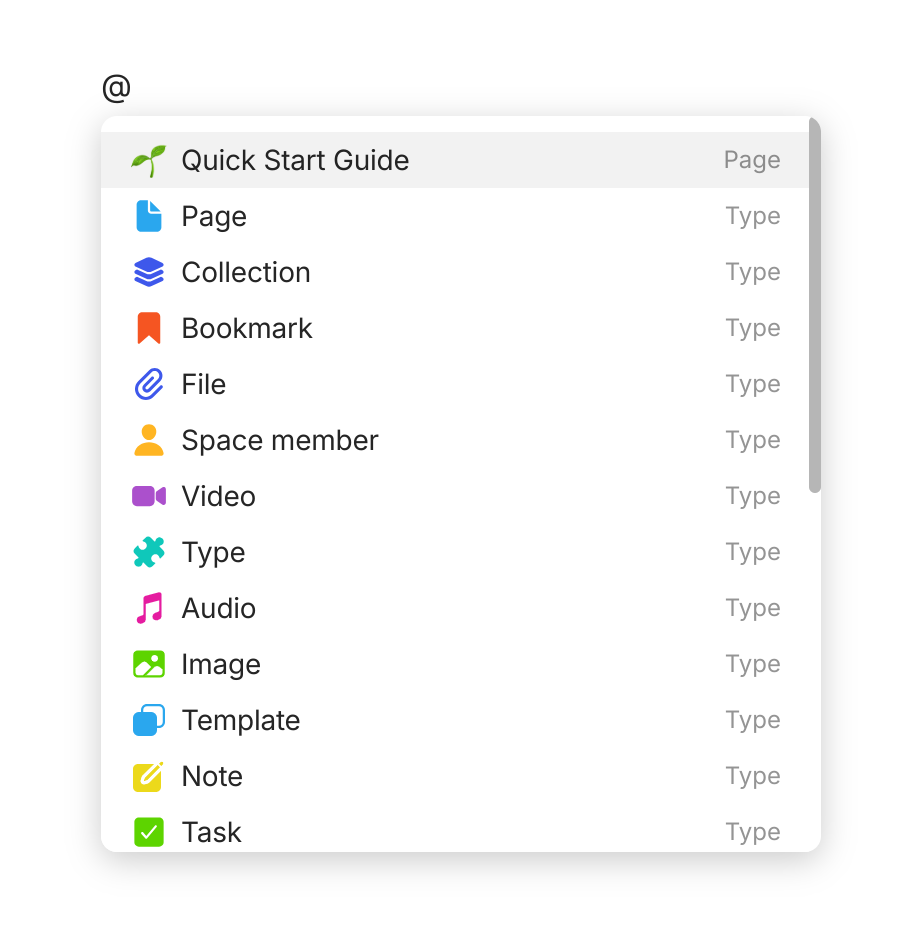 @
Quick Start Guide Page
Page Type
Collection Type
Bookmark Type
File Type
Space member Type
Video Type
Type Type
Audio Type
Image Type
Template Type
Note Type
Task Type